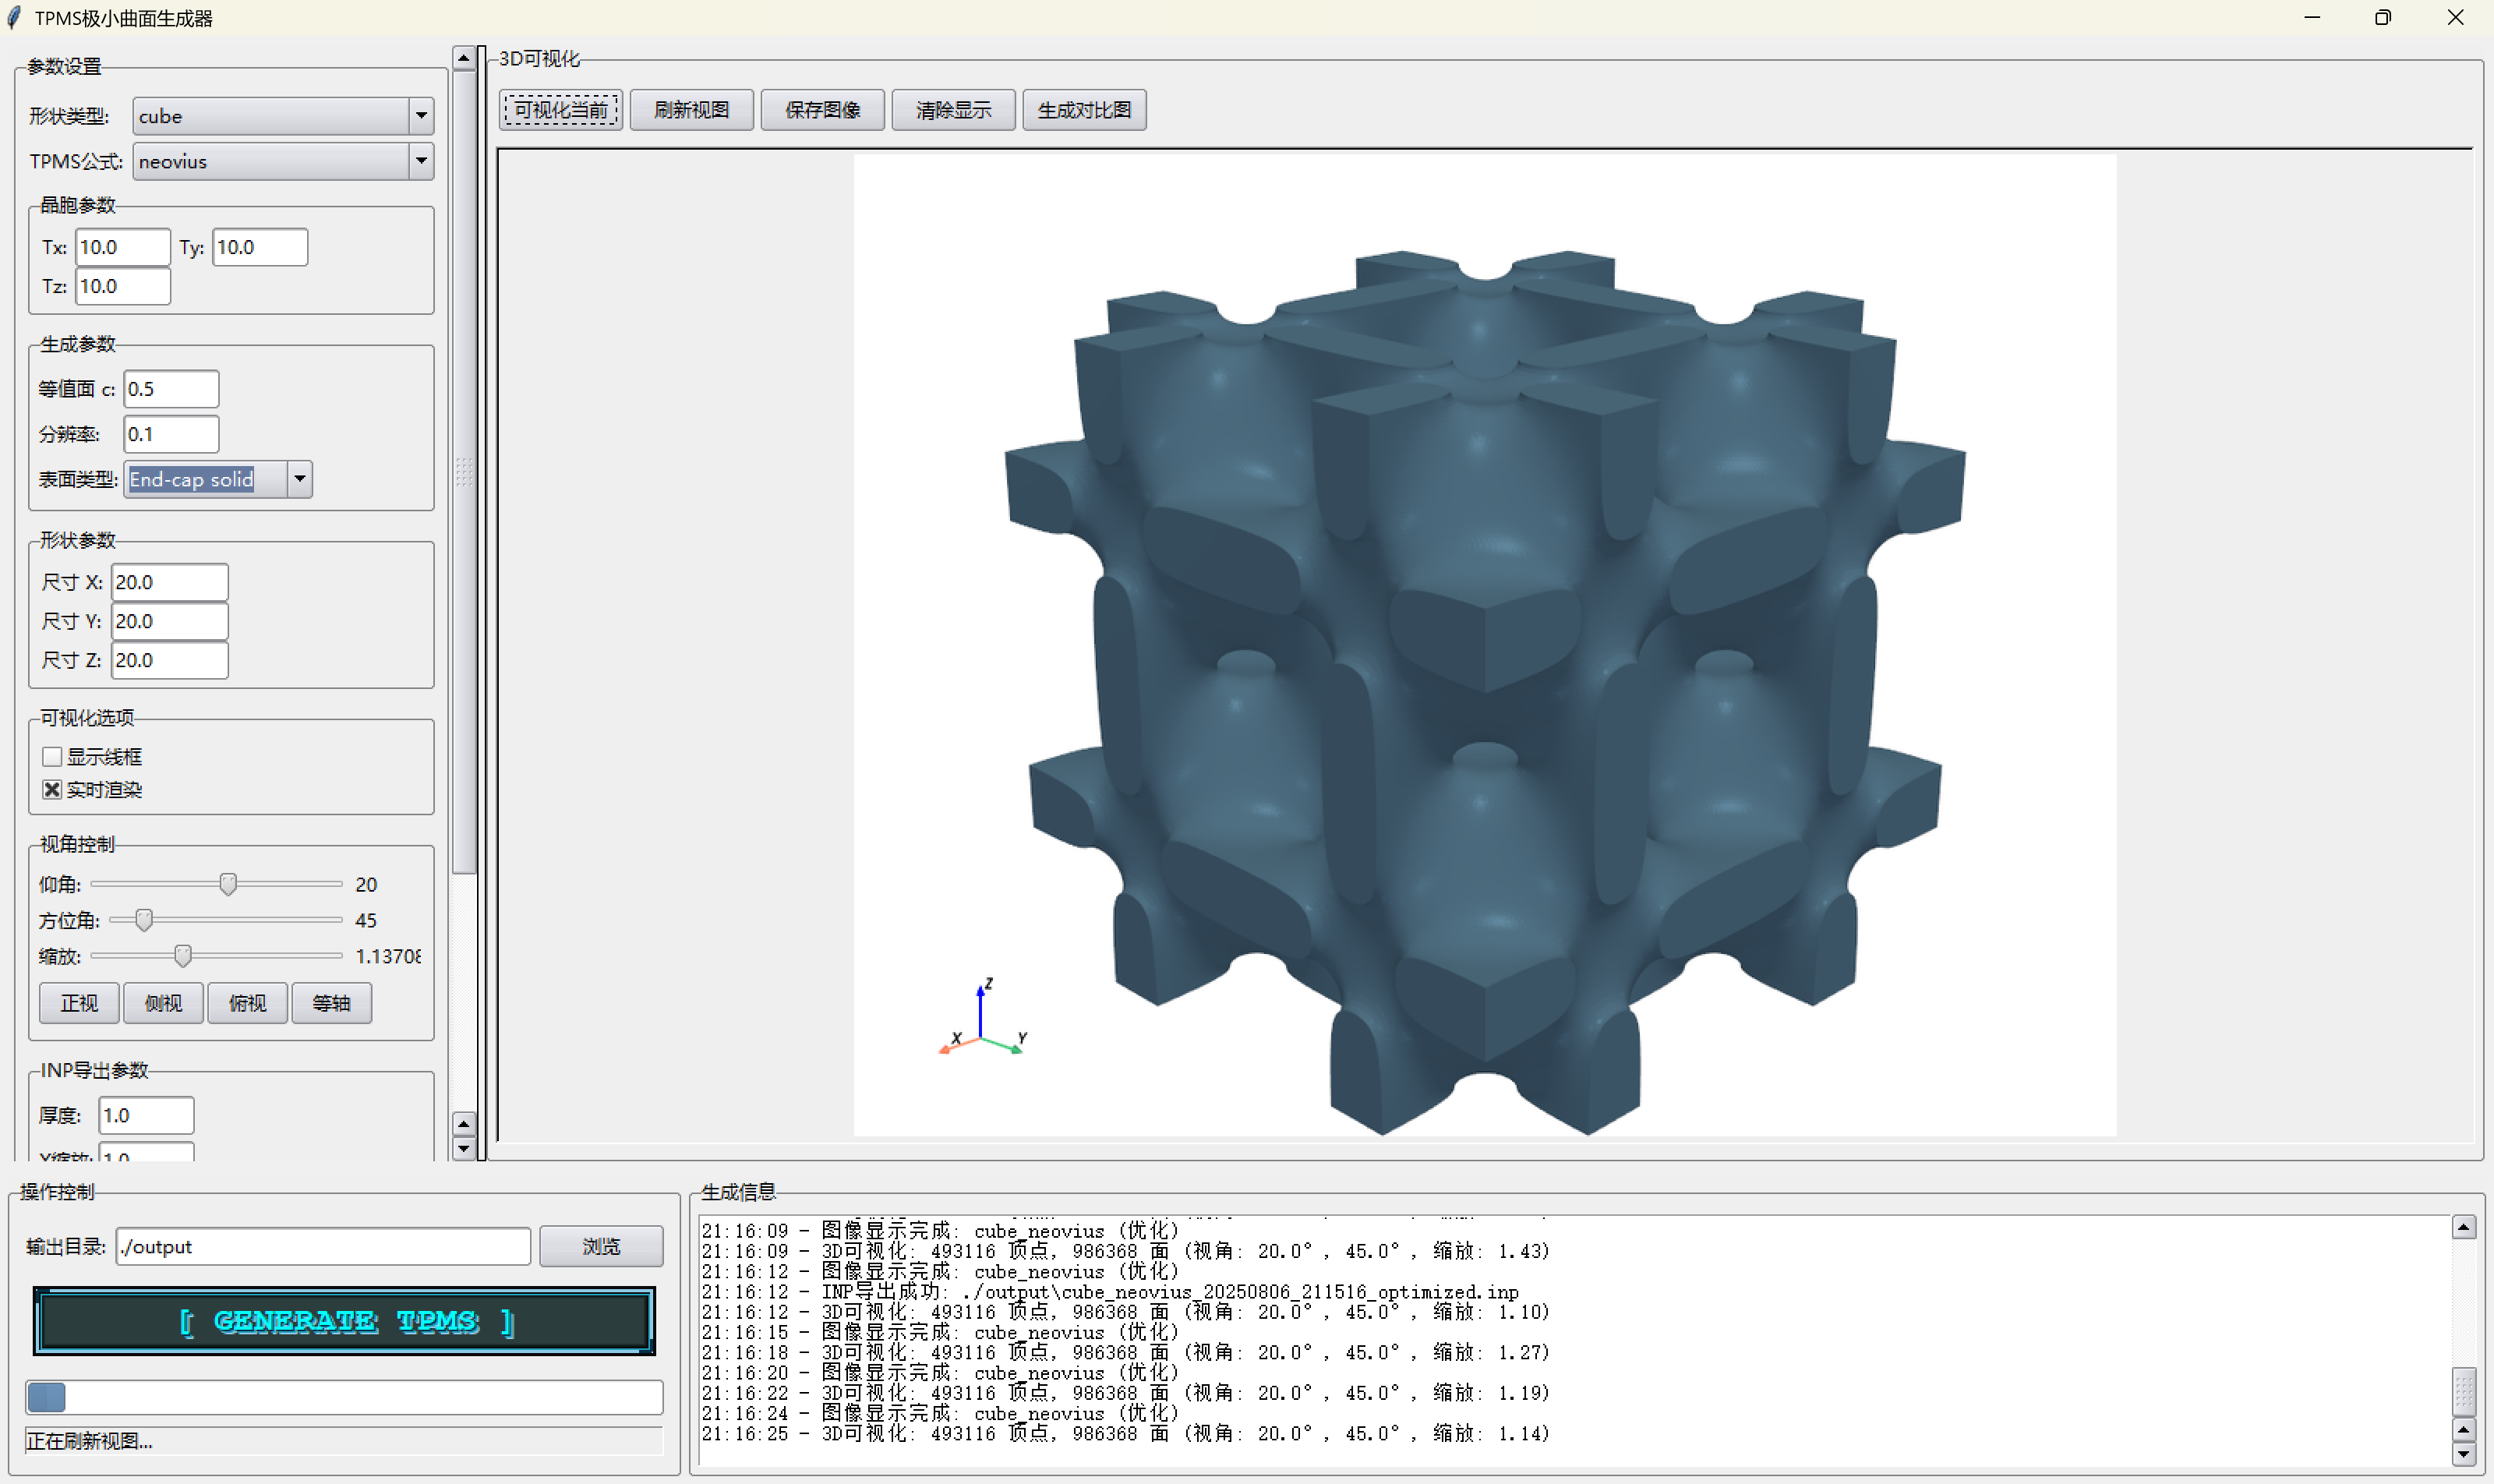 TPMS极小曲面生成器
参数设置
形状类型: cube
TPMS公式: neovius
晶胞参数
Tx: 10.0 Ty: 10.0
Tz: 10.0
生成参数
等值面 c: 0.5
分辨率: 0.1
表面类型: End-cap solid
形状参数
尺寸 X: 20.0
尺寸 Y: 20.0
尺寸 Z: 20.0
可视化选项
显示线框
实时渲染
视角控制
仰角: 20
方位角: 45
缩放: 1.13708
正视 侧视 俯视 等轴
INP导出参数
厚度: 1.0
X缩放: 1.0
3D可视化
可视化当前 刷新视图 保存图像 清除显示 生成对比图
Z
X Y
操作控制
输出目录: ./output 浏览
[ GENERATE TPMS ]
正在刷新视图...
生成信息
21:16:09 - 图像显示完成: cube_neovius (优化)
21:16:09 - 3D可视化: 493116 顶点, 986368 面 (视角: 20.0°, 45.0°, 缩放: 1.43)
21:16:12 - 图像显示完成: cube_neovius (优化)
21:16:12 - INP导出成功: ./output\cube_neovius_20250806_211516_optimized.inp
21:16:12 - 3D可视化: 493116 顶点, 986368 面 (视角: 20.0°, 45.0°, 缩放: 1.10)
21:16:15 - 图像显示完成: cube_neovius (优化)
21:16:18 - 3D可视化: 493116 顶点, 986368 面 (视角: 20.0°, 45.0°, 缩放: 1.27)
21:16:20 - 图像显示完成: cube_neovius (优化)
21:16:22 - 3D可视化: 493116 顶点, 986368 面 (视角: 20.0°, 45.0°, 缩放: 1.19)
21:16:24 - 图像显示完成: cube_neovius (优化)
21:16:25 - 3D可视化: 493116 顶点, 986368 面 (视角: 20.0°, 45.0°, 缩放: 1.14)